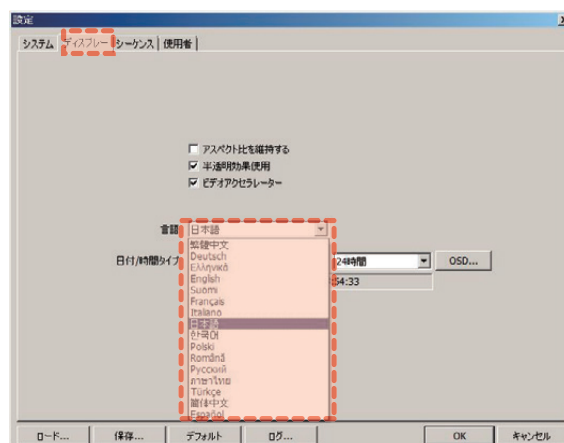 設定
システム ディスプレー シーケンス 使用者
アスペクト比を維持する
半透明効果使用
ビデオアクセラレーター
言語 日本語
繁體中文
Deutsch
Ελληνικά
English
Suomi
Français
Italiano
日本語
한국어
Polski
Română
Русский
ภาษาไทย
Türkçe
简体中文
Español
日付/時間タイプ 24時間 OSD...
:54:33
ロード... 保存... デフォルト ログ... OK キャンセル